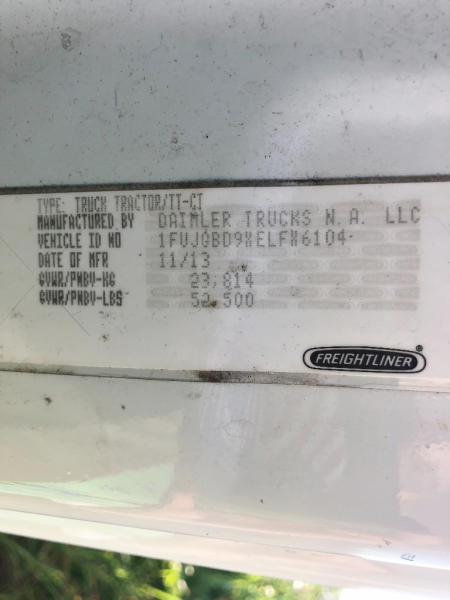 TYPE: TRUCK TRACTOR/TT-CT
MANUFACTURED BY DAIMLER TRUCKS N.A. LLC
VEHICLE ID NO 1FUJGBD9XELFX6104
DATE OF MFR 11/13
GVWR/PNBV-KG 23,814
GVWR/PNBV-LBS 52,500
FREIGHTLINER®